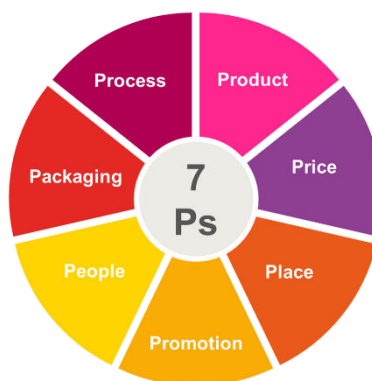 Process
Product
Packaging
7
Ps
Price
People
Place
Promotion